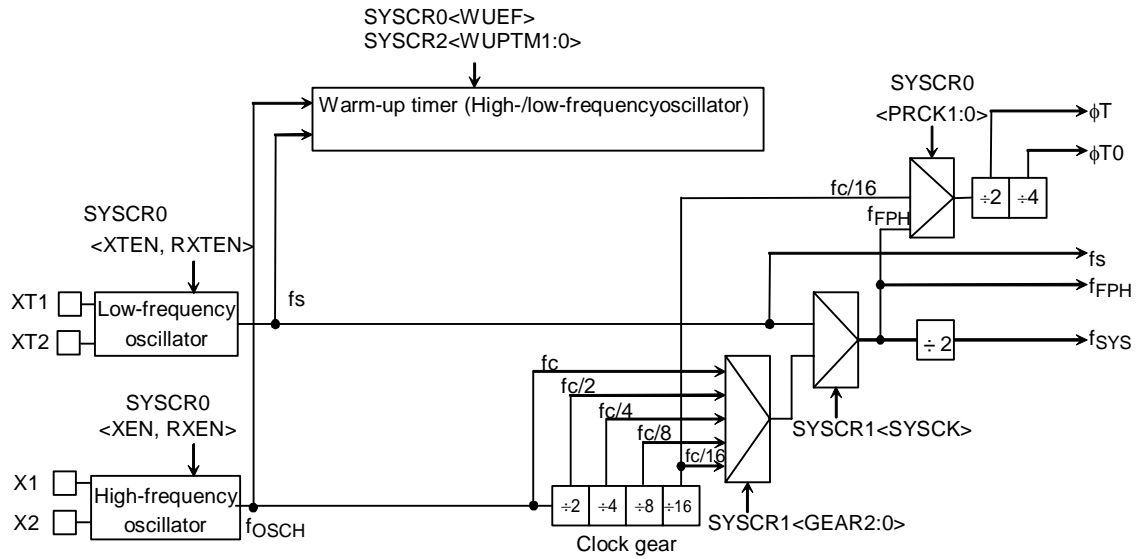 SYSCR0<WUEF>
SYSCR2<WUPTM1:0>
Warm-up timer (High-/low-frequencyoscillator)
SYSCR0
<PRCK1:0>
ϕT
ϕT0
fc/16
÷2
÷4
fFPH
SYSCR0
<XTEN, RXTEN>
XT1
XT2
Low-frequency
oscillator
fs
fs
fFPH
÷ 2
fSYS
fc
fc/2
fc/4
fc/8
fc/16
SYSCR1<SYSCK>
SYSCR0
<XEN, RXEN>
X1
X2
High-frequency
oscillator
fOSCH
÷2
÷4
÷8
÷16
SYSCR1<GEAR2:0>
Clock gear